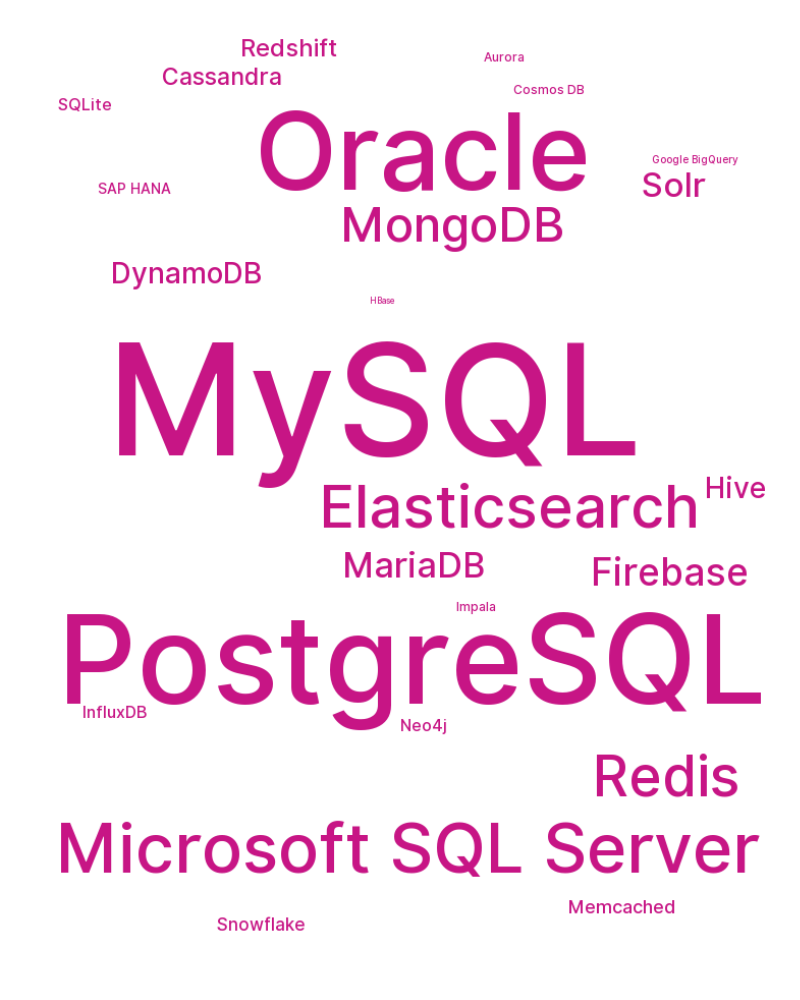 Redshift
Aurora
Cassandra
Cosmos DB
SQLite
Oracle
Google BigQuery
SAP HANA
Solr
MongoDB
DynamoDB
HBase
MySQL
Hive
Elasticsearch
MariaDB
Firebase
Impala
PostgreSQL
InfluxDB
Neo4j
Redis
Microsoft SQL Server
Memcached
Snowflake